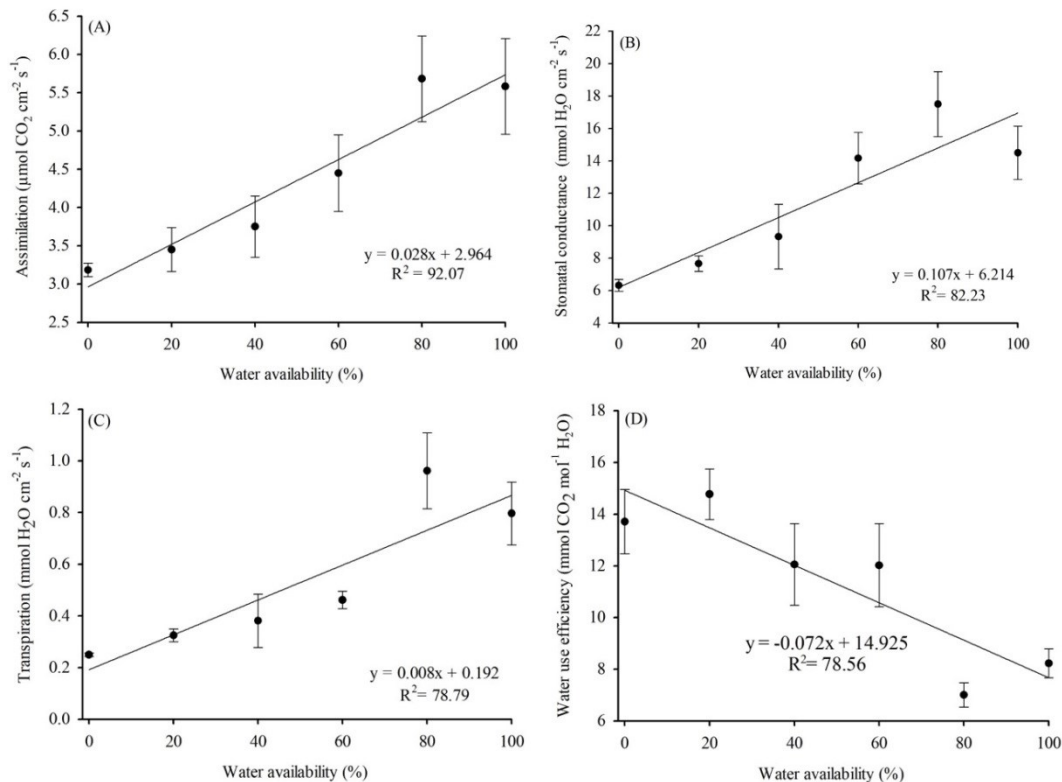 (A)
Assimilation (µmol CO₂ cm⁻² s⁻¹)
6.5
6.0
5.5
5.0
4.5
4.0
3.5
3.0
2.5
y = 0.028x + 2.964
R² = 92.07
0 20 40 60 80 100
Water availability (%)
(B)
Stomatal conductance (mmol H₂O cm⁻² s⁻¹)
22
20
18
16
14
12
10
8
6
4
y = 0.107x + 6.214
R²= 82.23
0 20 40 60 80 100
Water availability (%)
(C)
Transpiration (mmol H₂O cm⁻² s⁻¹)
1.2
1.0
0.8
0.6
0.4
0.2
0.0
y = 0.008x + 0.192
R²= 78.79
0 20 40 60 80 100
Water availability (%)
(D)
Water use efficiency (mmol CO₂ mol⁻¹ H₂O)
18
16
14
12
10
8
6
y = -0.072x + 14.925
R²= 78.56
0 20 40 60 80 100
Water availability (%)